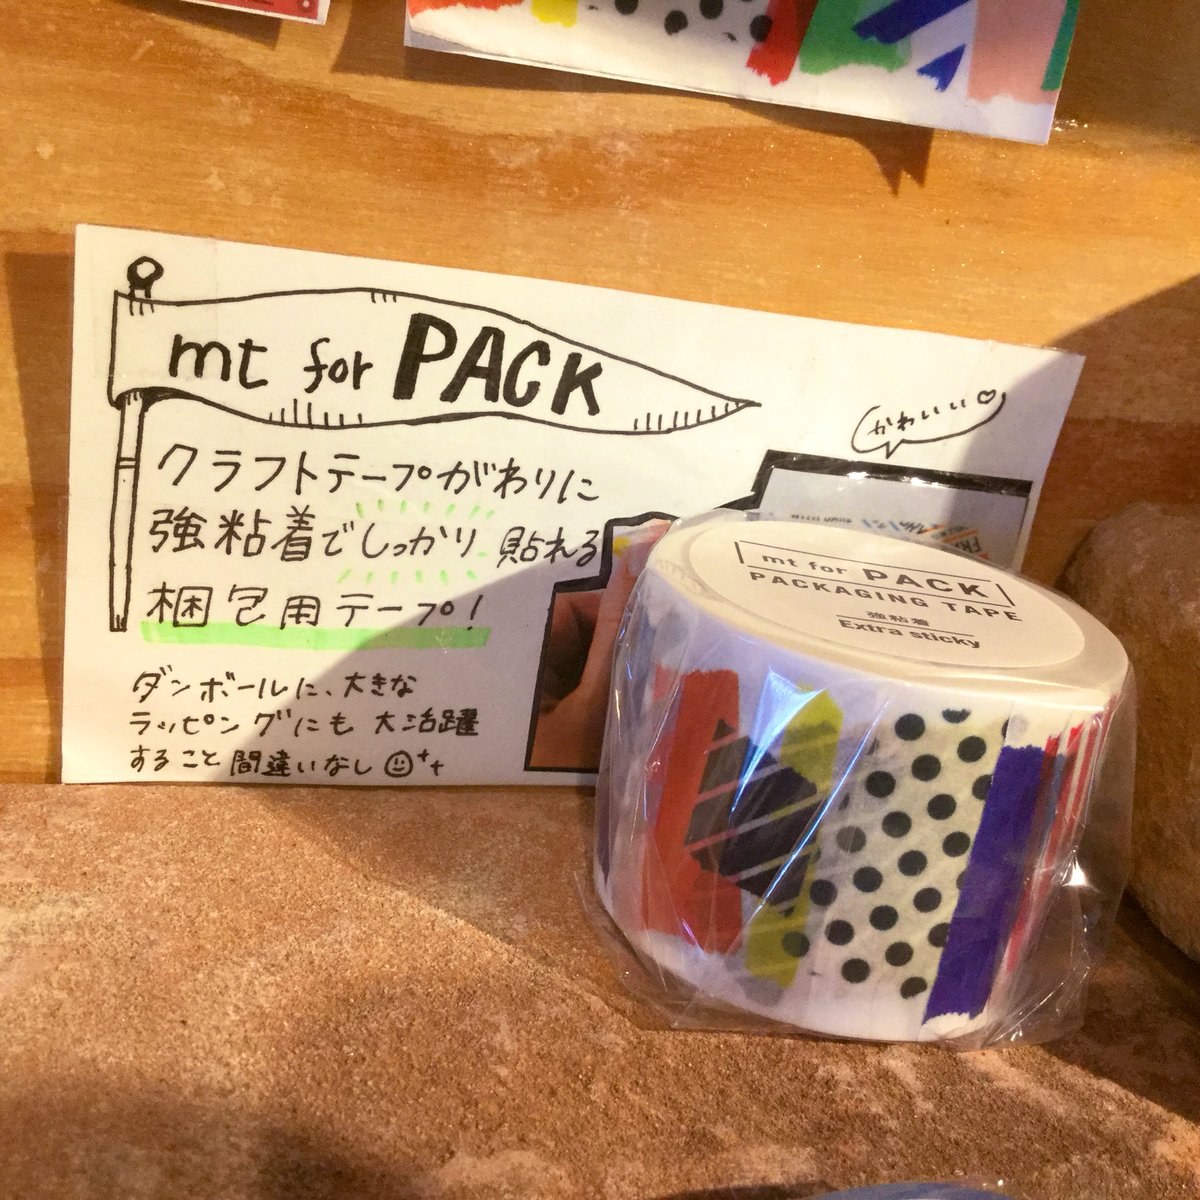 mt for PACK
かわいい♡
クラフトテープがわりに
強粘着でしっかり貼れる
梱包用テープ!
ダンボールに、大きな
ラッピングにも大活躍
すること間違いなし
mt for PACK
PACKAGING TAPE
強粘着
Extra sticky